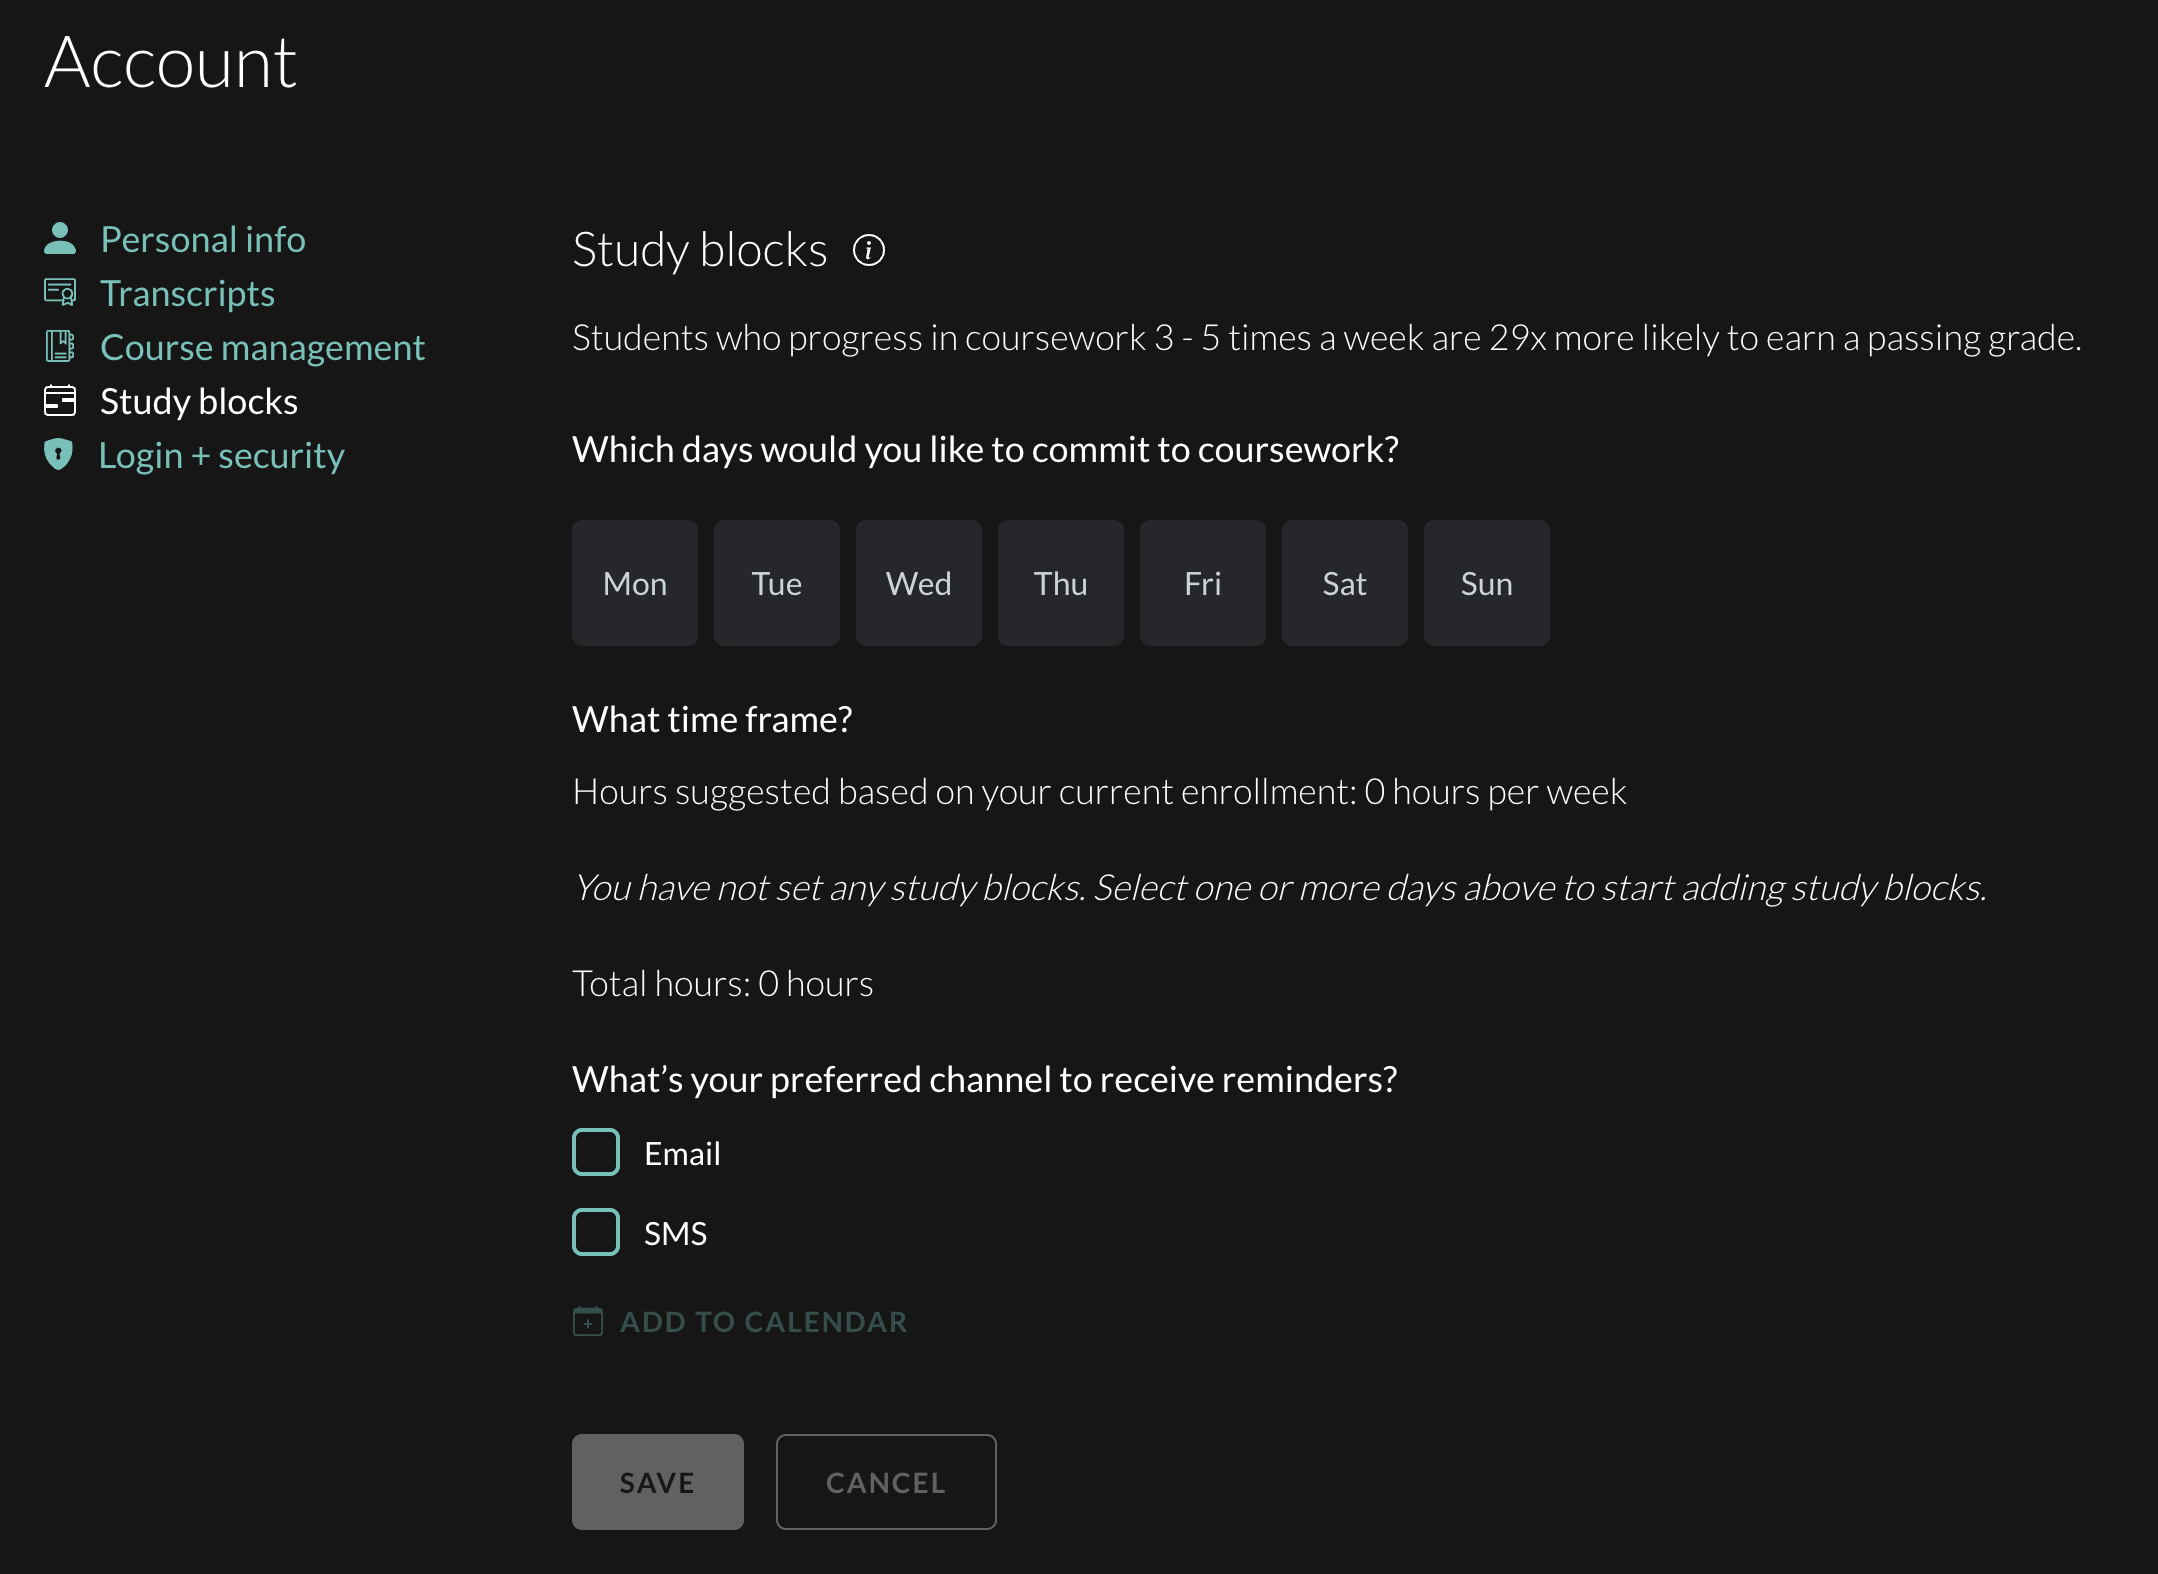 Account
Personal info
Transcripts
Course management
Study blocks
Login + security
Study blocks
Students who progress in coursework 3 - 5 times a week are 29x more likely to earn a passing grade.
Which days would you like to commit to coursework?
Mon Tue Wed Thu Fri Sat Sun
What time frame?
Hours suggested based on your current enrollment: 0 hours per week
You have not set any study blocks. Select one or more days above to start adding study blocks.
Total hours: 0 hours
What’s your preferred channel to receive reminders?
Email
SMS
ADD TO CALENDAR
SAVE CANCEL